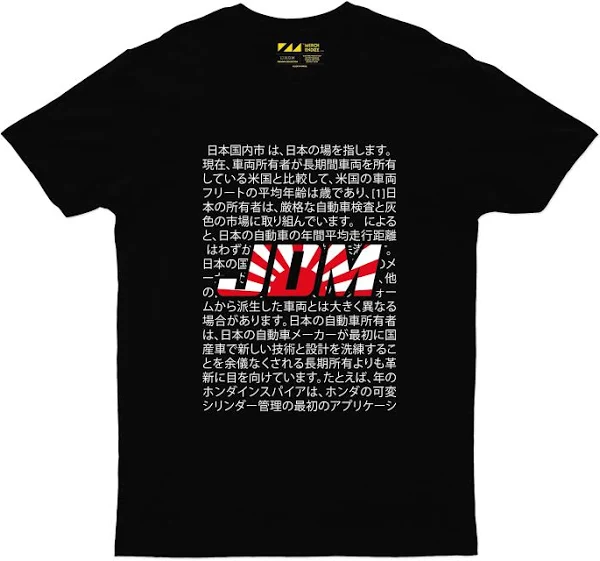 MERCH
日本国内市 は、日本の場を指します。
現在、車両所有者が長期間車両を所有
している米国と比較して、米国の車両
フリートの平均年齢は歳であり、[1]日
本の所有者は、厳格な自動車検査と灰
色の市場に取り組んでいます。 による
と、日本の自動車の年間平均走行距離
はわずか
日本の国 のメ
JDM
、他
の、 ォー
ムから派生した車両とは大きく異なる
場合があります。日本の自動車所有者
は、日本の自動車メーカーが最初に国
産車で新しい技術と設計を洗練するこ
とを余儀なくされる長期所有よりも革
新に目を向けています。たとえば、年の
ホンダインスパイアは、ホンダの可変
シリンダー管理の最初のアプリケーシ